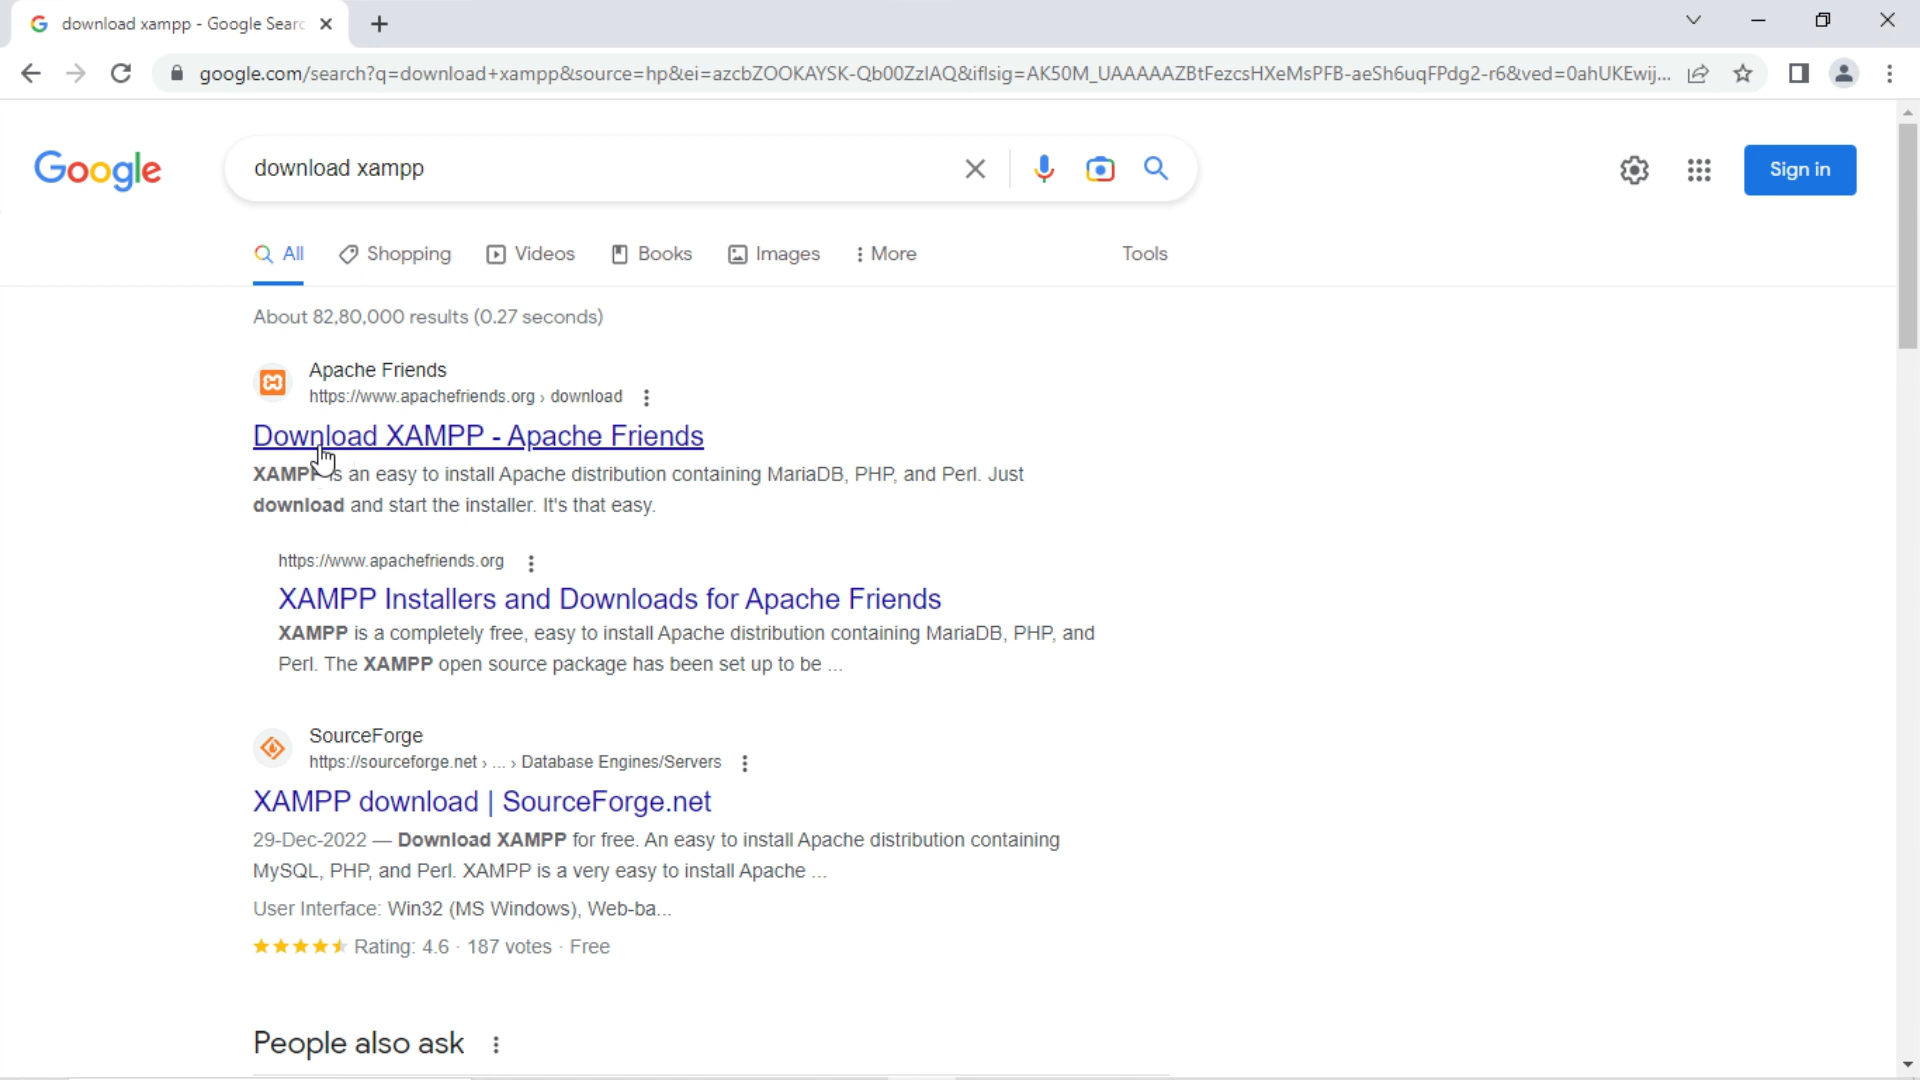 download xampp - Google Searc
google.com/search?q=download+xampp&source=hp&ei=azcbZOOKAYSK-Qb00ZzIAQ&iflsig=AK50M_UAAAAAZBtFezcsHXeMsPFB-aeSh6uqFPdg2-r6&ved=0ahUKEwij...
Google
download xampp
Sign in
All Shopping Videos Books Images More Tools
About 82,80,000 results (0.27 seconds)
Apache Friends
https://www.apachefriends.org › download
Download XAMPP - Apache Friends
XAMPP is an easy to install Apache distribution containing MariaDB, PHP, and Perl. Just
download and start the installer. It's that easy.
https://www.apachefriends.org
XAMPP Installers and Downloads for Apache Friends
XAMPP is a completely free, easy to install Apache distribution containing MariaDB, PHP, and
Perl. The XAMPP open source package has been set up to be ...
SourceForge
https://sourceforge.net › ... › Database Engines/Servers
XAMPP download | SourceForge.net
29-Dec-2022 — Download XAMPP for free. An easy to install Apache distribution containing
MySQL, PHP, and Perl. XAMPP is a very easy to install Apache ...
User Interface: Win32 (MS Windows), Web-ba...
Rating: 4.6 · 187 votes · Free
People also ask